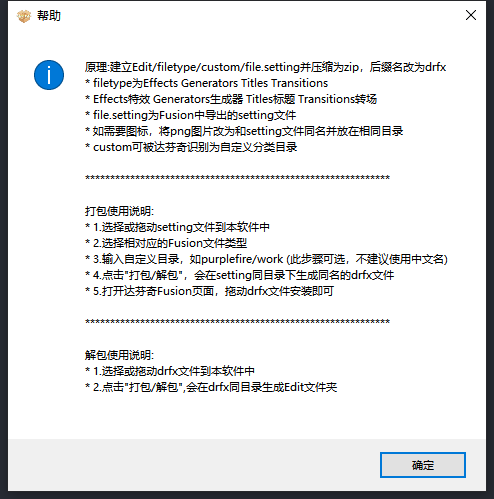 帮助
原理:建立Edit/filetype/custom/file.setting并压缩为zip，后缀名改为drfx
* filetype为Effects Generators Titles Transitions
* Effects特效 Generators生成器 Titles标题 Transitions转场
* file.setting为Fusion中导出的setting文件
* 如需要图标，将png图片改为和setting文件同名并放在相同目录
* custom可被达芬奇识别为自定义分类目录
*************************************************************
打包使用说明:
* 1.选择或拖动setting文件到本软件中
* 2.选择相对应的Fusion文件类型
* 3.输入自定义目录，如purplefire/work (此步骤可选，不建议使用中文名)
* 4.点击"打包/解包"，会在setting同目录下生成同名的drfx文件
* 5.打开达芬奇Fusion页面，拖动drfx文件安装即可
*************************************************************
解包使用说明:
* 1.选择或拖动drfx文件到本软件中
* 2.点击"打包/解包",会在drfx同目录生成Edit文件夹
确定